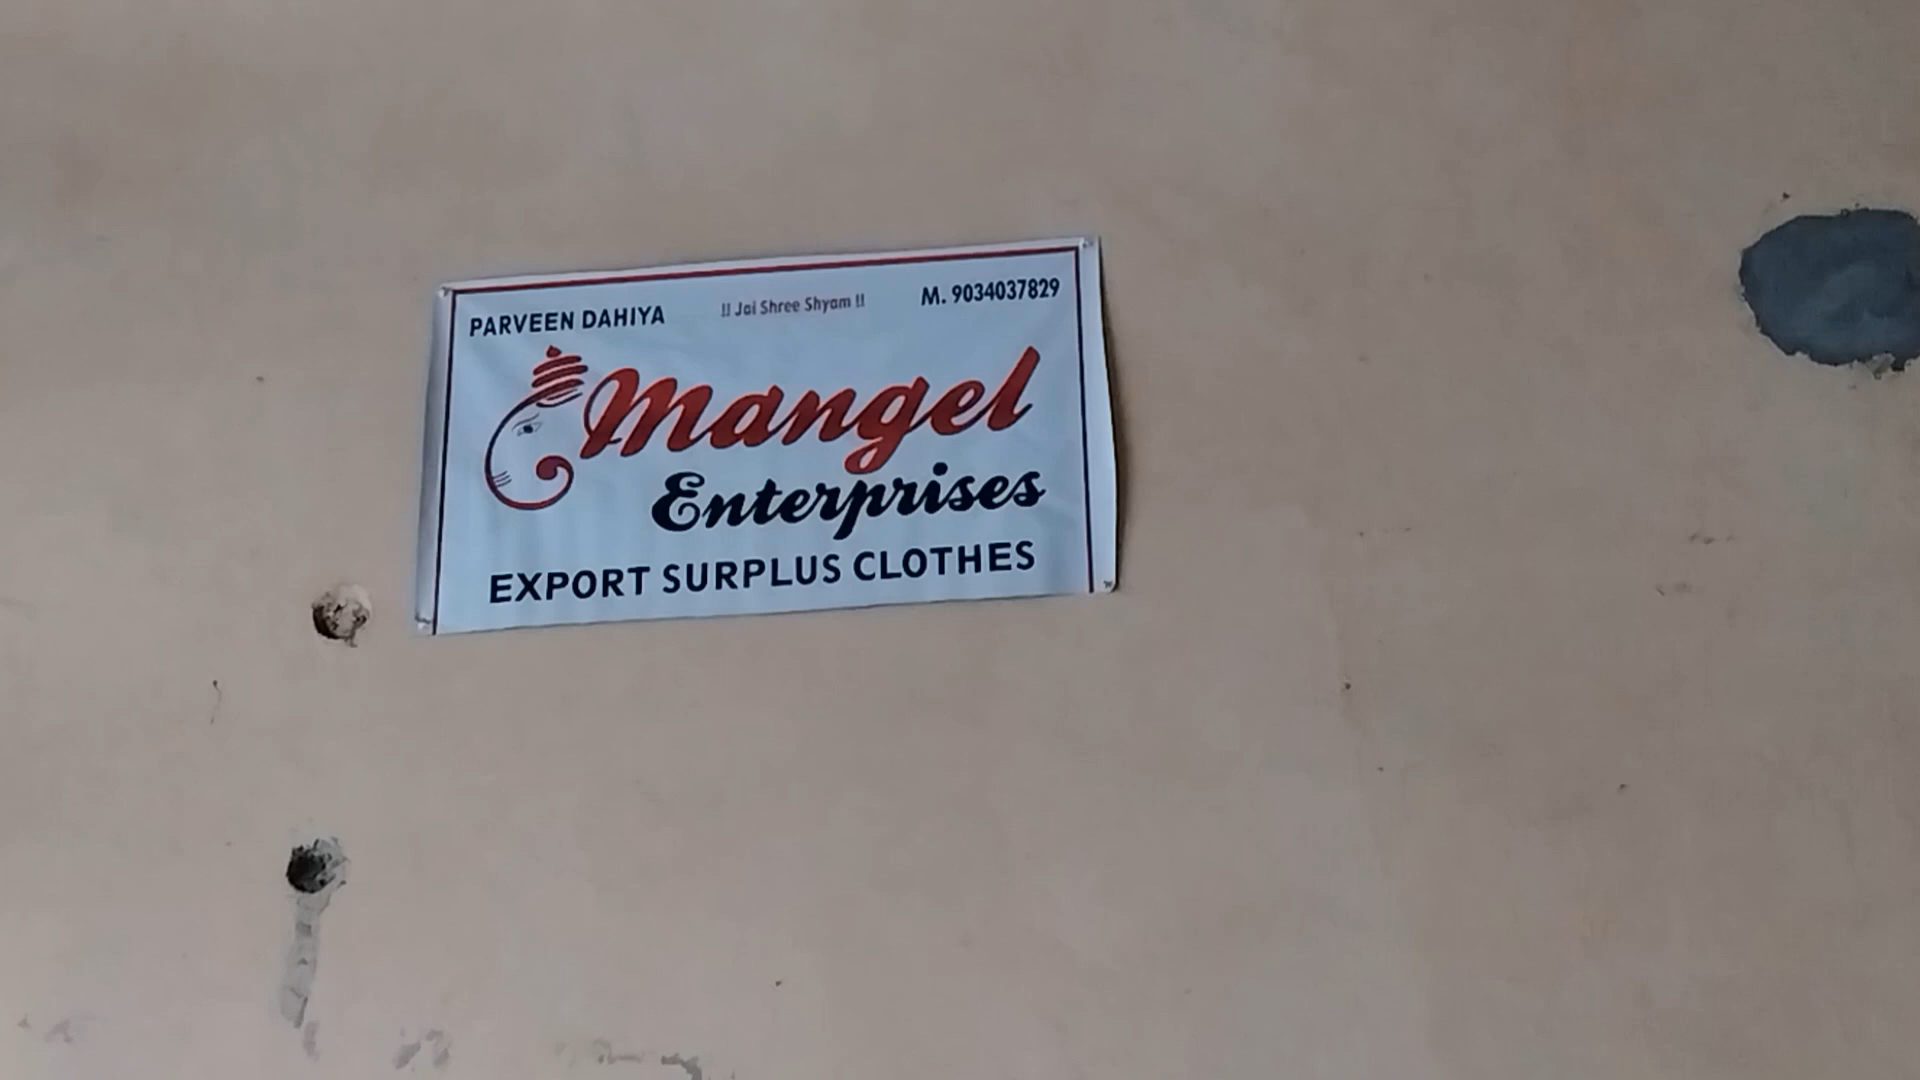 PARVEEN DAHIYA !! Jai Shree Shyam !! M. 9034037829
Mangel
Enterprises
EXPORT SURPLUS CLOTHES